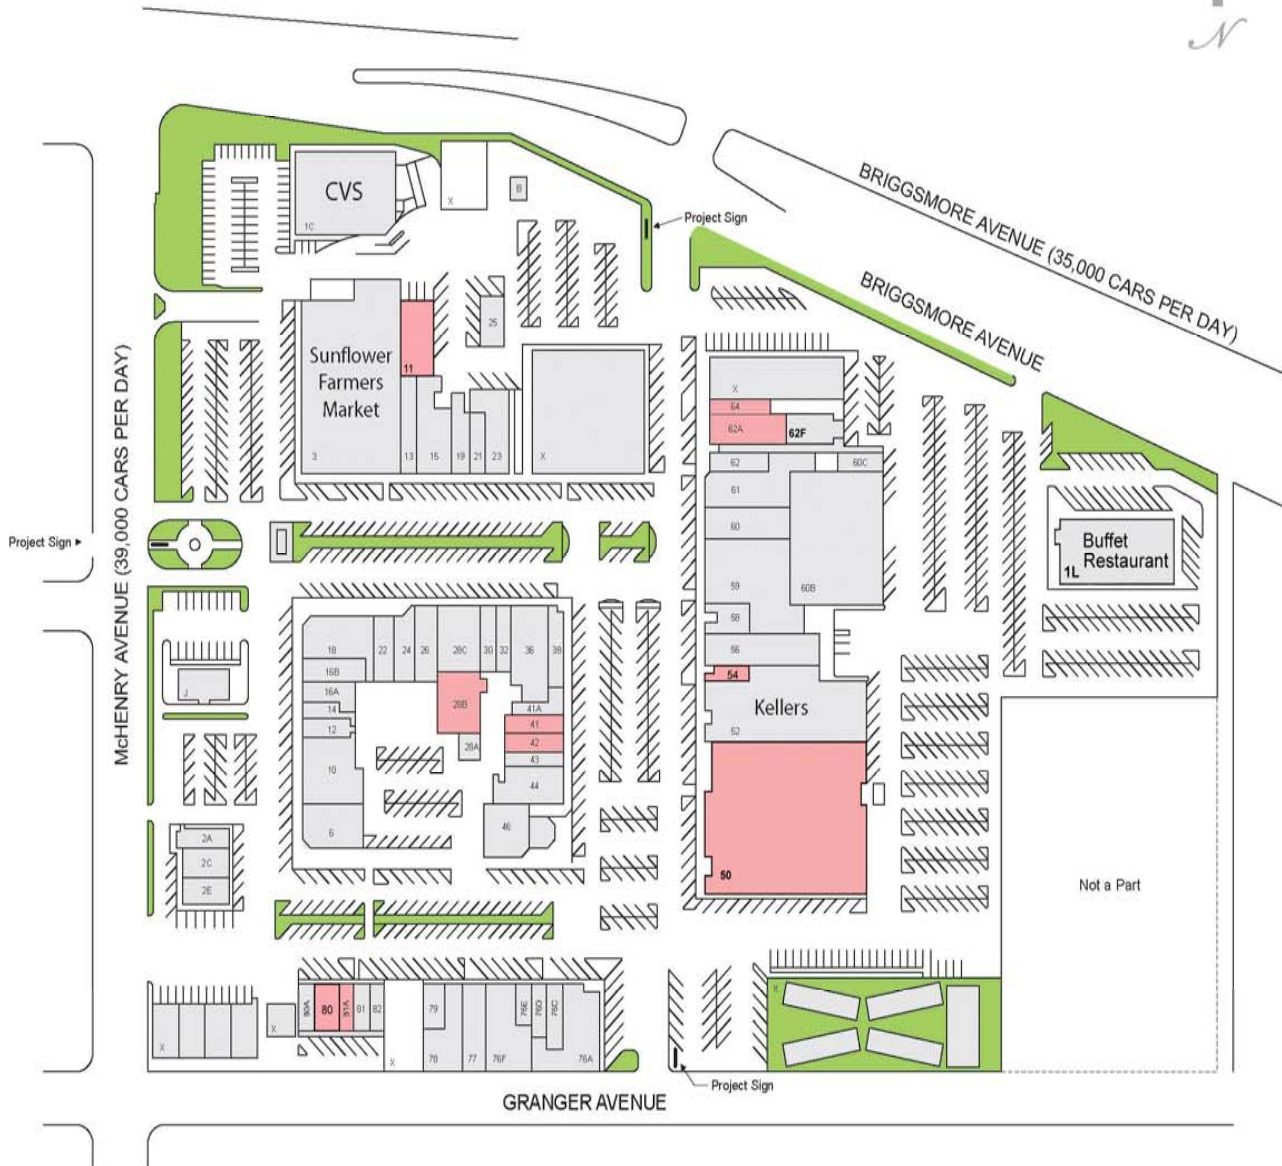 N
BRIGGSMORE AVENUE (35,000 CARS PER DAY)
BRIGGSMORE AVENUE
Project Sign
CVS
1C
X
B
25
Sunflower
Farmers
Market
3
11
13
15
19
21
23
X
X
64
62A
62F
62
60C
61
60
59
60B
58
56
54
Kellers
52
50
Buffet
Restaurant
1L
McHENRY AVENUE (39,000 CARS PER DAY)
Project Sign
J
18
22
24
26
28C
30
32
36
38
16B
16A
14
12
10
6
28B
28A
41A
41
42
43
44
46
2A
2C
2E
Not a Part
X
X
80A
80
81A
81
82
X
79
78
77
76F
76E
76D
76C
76A
X
Project Sign
GRANGER AVENUE